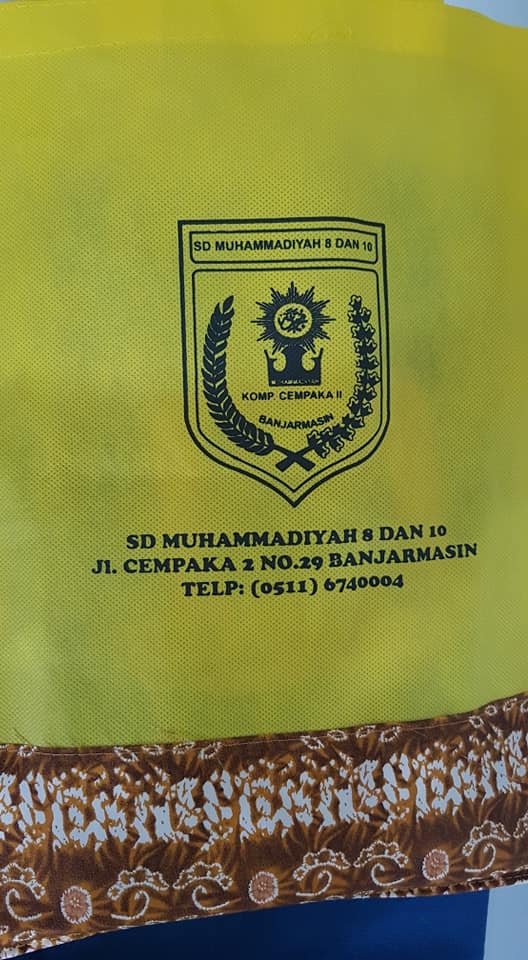 SD MUHAMMADIYAH 8 DAN 10
MUHAMMADIYAH
KOMP. CEMPAKA II
BANJARMASIN
SD MUHAMMADIYAH 8 DAN 10
Jl. CEMPAKA 2 NO.29 BANJARMASIN
TELP: (0511) 6740004